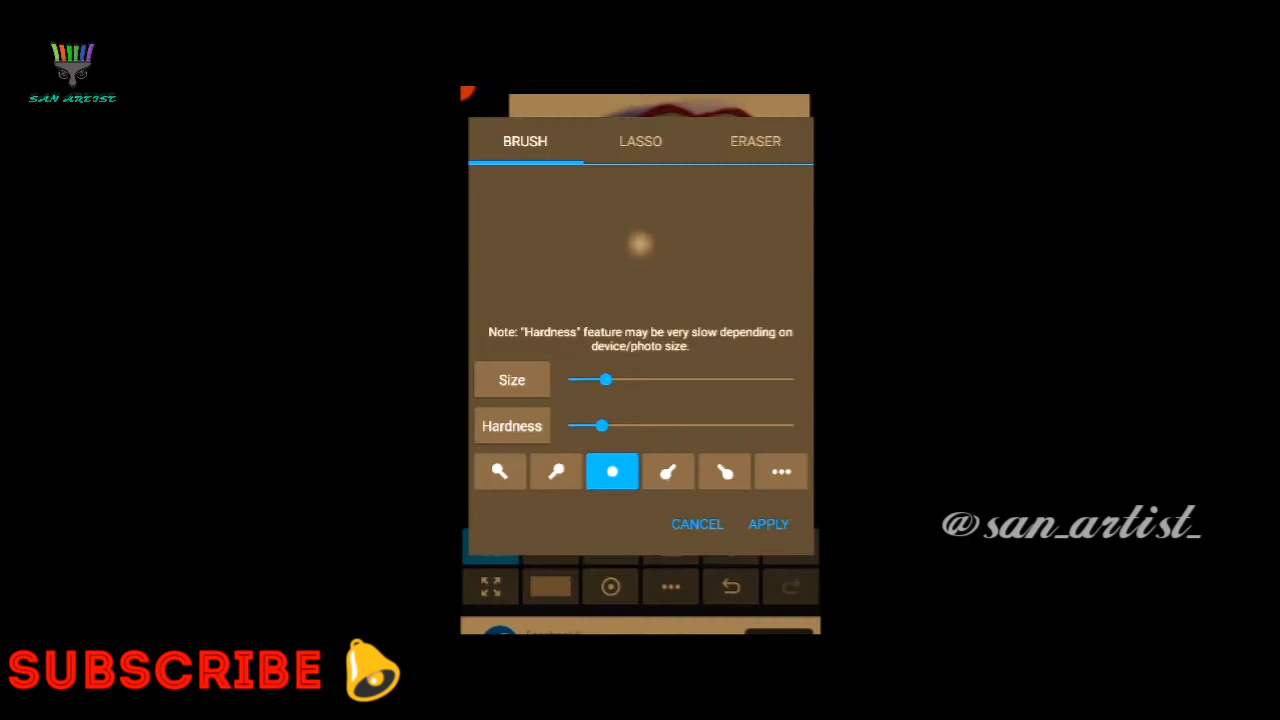 SAN ARTIST
BRUSH LASSO ERASER
Note: "Hardness" feature may be very slow depending on
device/photo size.
Size
Hardness
CANCEL APPLY
@san_artist_
SUBSCRIBE